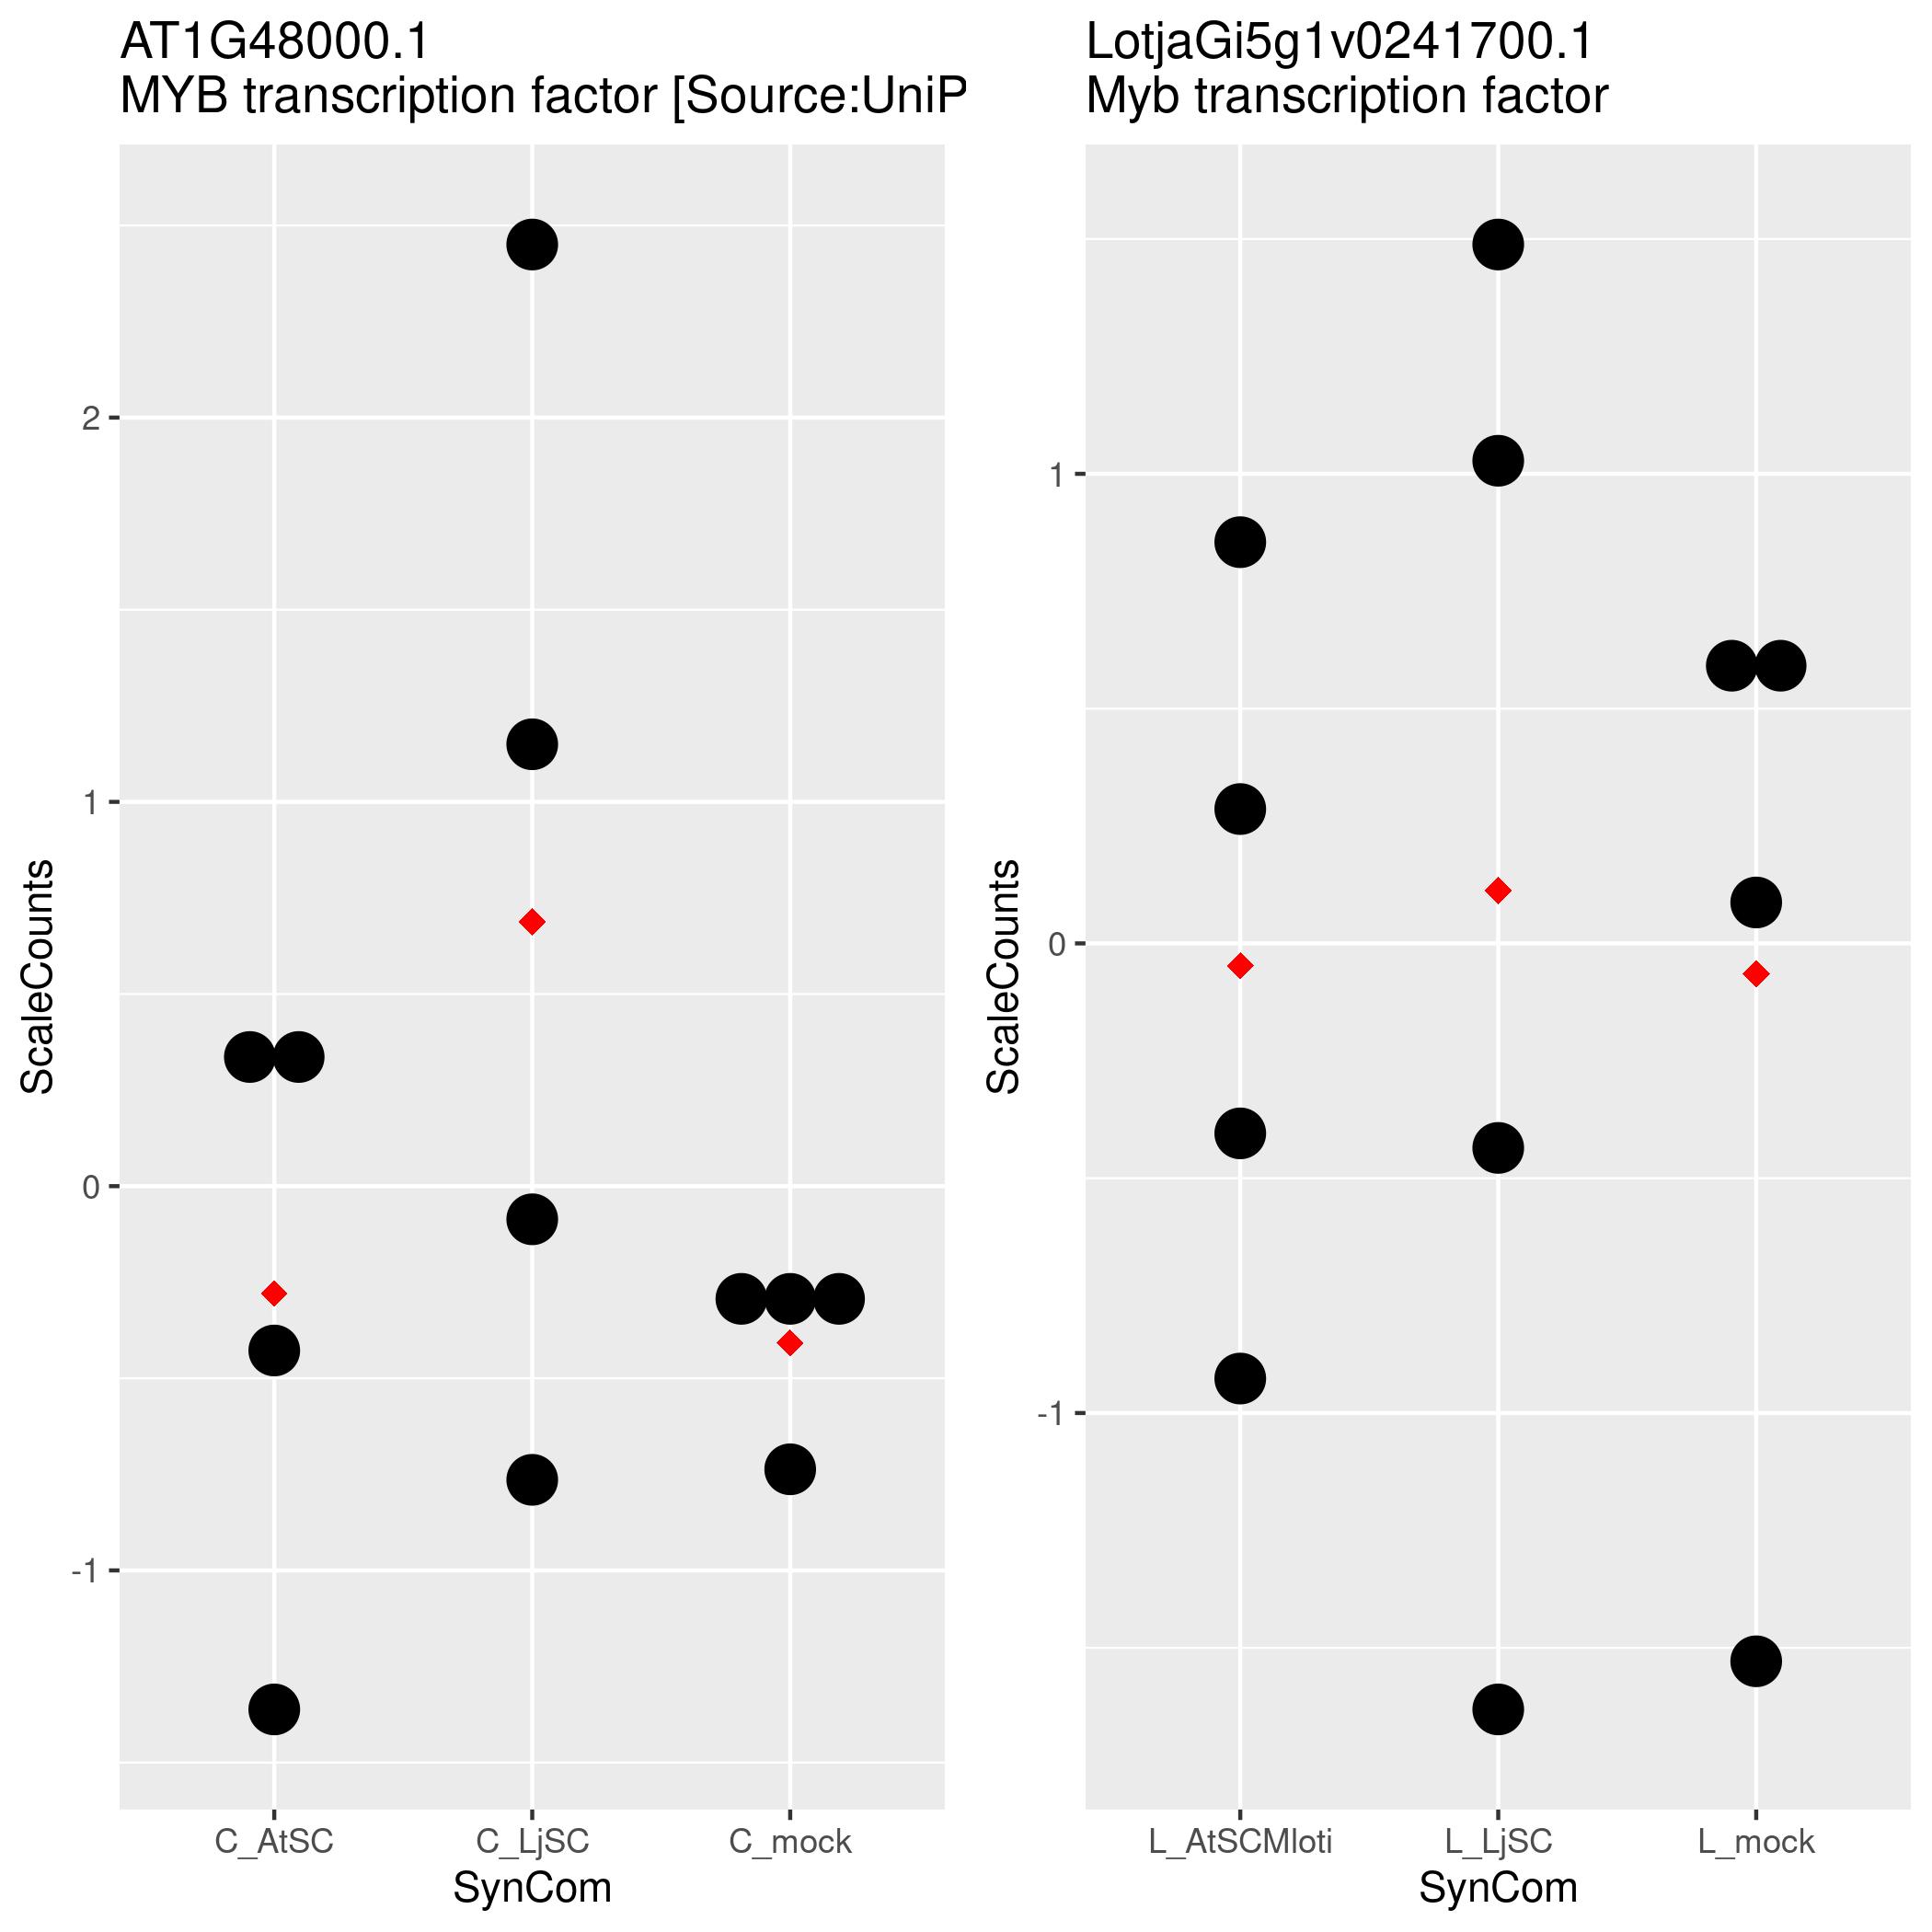 AT1G48000.1
MYB transcription factor [Source:UniP
ScaleCounts
2
1
0
-1
C_AtSC
C_LjSC
C_mock
SynCom
LotjaGi5g1v0241700.1
Myb transcription factor
ScaleCounts
1
0
-1
L_AtSCMloti
L_LjSC
L_mock
SynCom